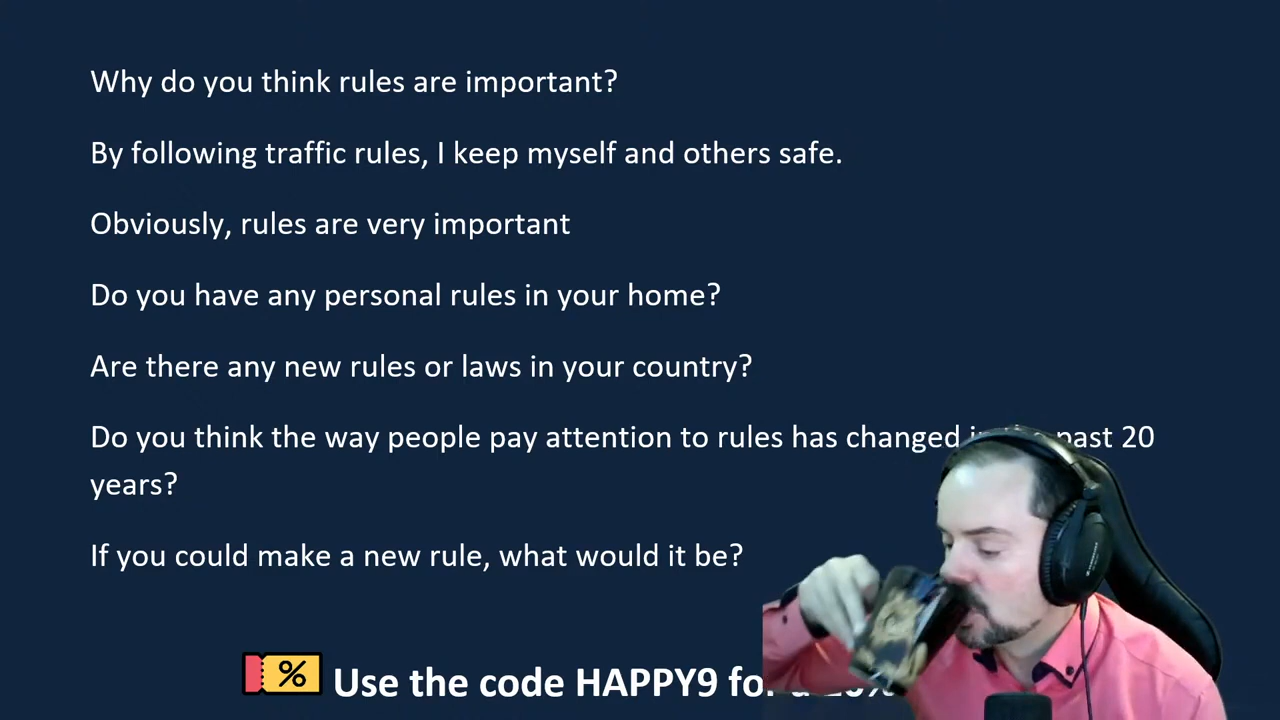 Why do you think rules are important?
By following traffic rules, I keep myself and others safe.
Obviously, rules are very important
Do you have any personal rules in your home?
Are there any new rules or laws in your country?
Do you think the way people pay attention to rules has changed past 20
years?
If you could make a new rule, what would it be?
% Use the code HAPPY9 for a